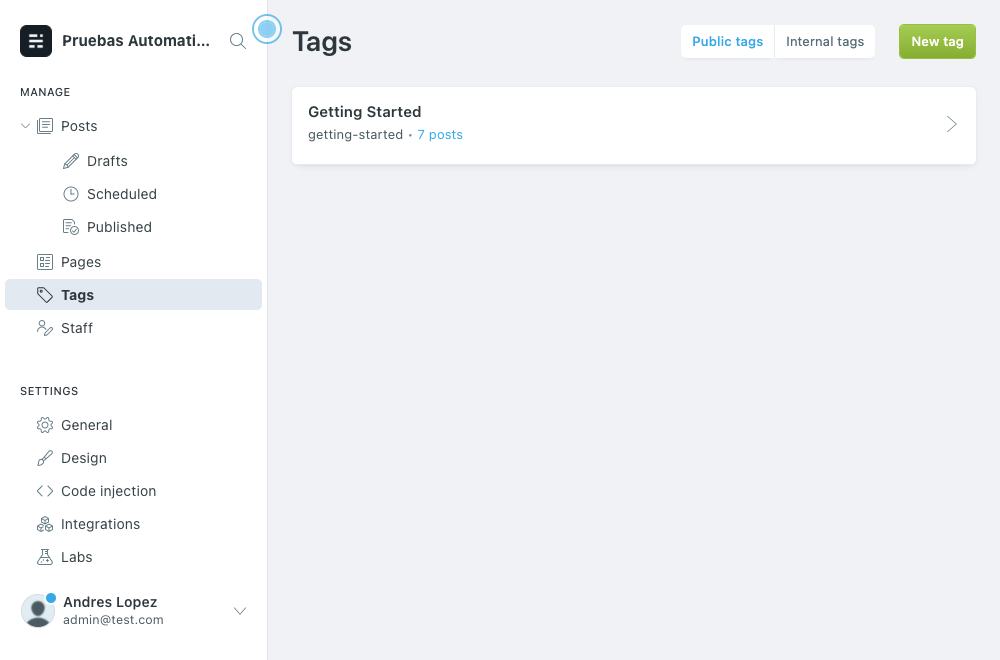 Pruebas Automati...
MANAGE
Posts
Drafts
Scheduled
Published
Pages
Tags
Staff
SETTINGS
General
Design
Code injection
Integrations
Labs
Andres Lopez
admin@test.com
Tags
Public tags
Internal tags
New tag
Getting Started
getting-started • 7 posts